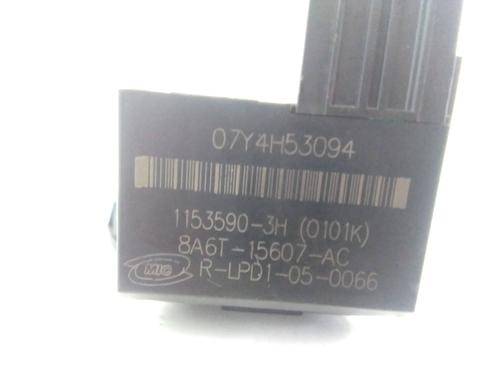 07Y4H53094
1153590-3H (0101K)
8A6T-15607-AC
MIC R-LPD1-05-0066